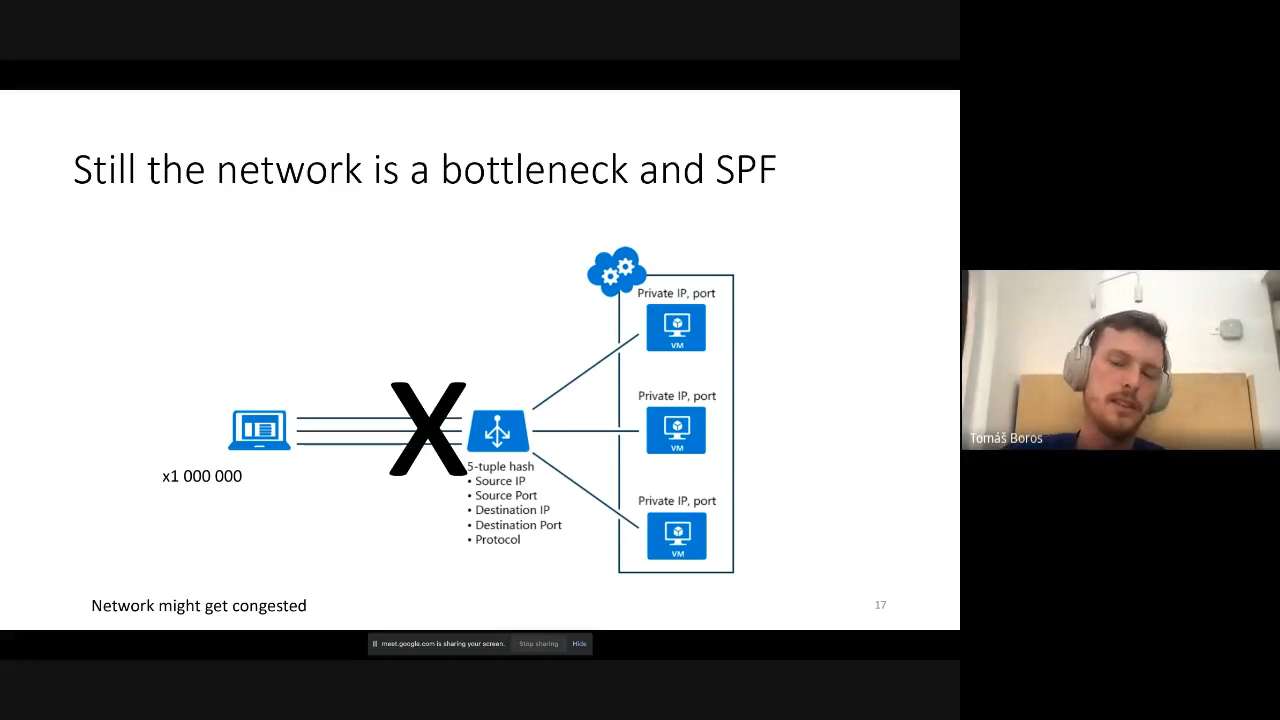 Still the network is a bottleneck and SPF
Private IP, port
VM
Private IP, port
VM
X
x1 000 000
5-tuple hash
• Source IP
• Source Port
• Destination IP
• Destination Port
• Protocol
Private IP, port
VM
Network might get congested
17
meet.google.com is sharing your screen.
Stop sharing
Hide
Tomáš Boros